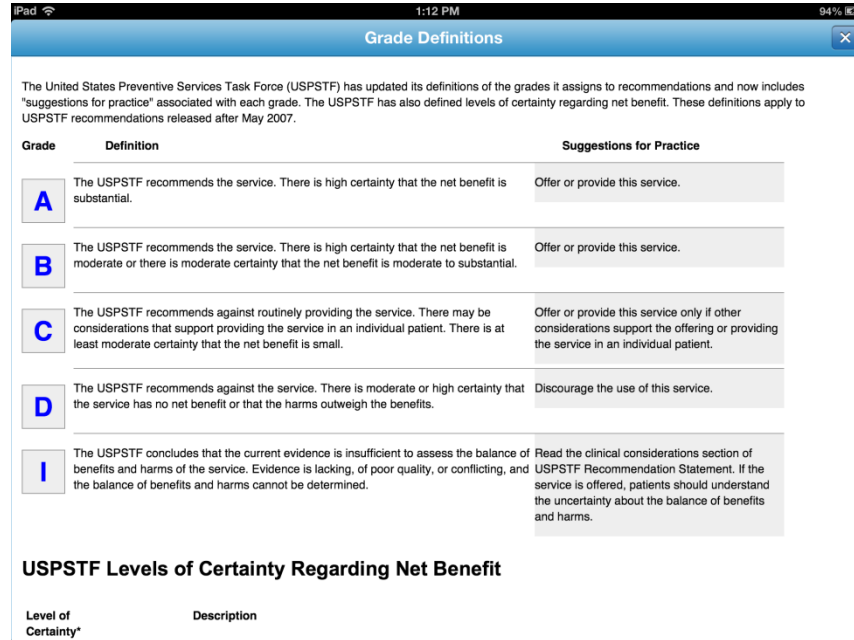 iPad 1:12 PM 94%
Grade Definitions
The United States Preventive Services Task Force (USPSTF) has updated its definitions of the grades it assigns to recommendations and now includes
"suggestions for practice" associated with each grade. The USPSTF has also defined levels of certainty regarding net benefit. These definitions apply to
USPSTF recommendations released after May 2007.
Grade Definition Suggestions for Practice
A
The USPSTF recommends the service. There is high certainty that the net benefit is
substantial.
Offer or provide this service.
B
The USPSTF recommends the service. There is high certainty that the net benefit is
moderate or there is moderate certainty that the net benefit is moderate to substantial.
Offer or provide this service.
C
The USPSTF recommends against routinely providing the service. There may be
considerations that support providing the service in an individual patient. There is at
least moderate certainty that the net benefit is small.
Offer or provide this service only if other
considerations support the offering or providing
the service in an individual patient.
D
The USPSTF recommends against the service. There is moderate or high certainty that
the service has no net benefit or that the harms outweigh the benefits.
Discourage the use of this service.
I
The USPSTF concludes that the current evidence is insufficient to assess the balance of
benefits and harms of the service. Evidence is lacking, of poor quality, or conflicting, and
the balance of benefits and harms cannot be determined.
Read the clinical considerations section of
USPSTF Recommendation Statement. If the
service is offered, patients should understand
the uncertainty about the balance of benefits
and harms.
USPSTF Levels of Certainty Regarding Net Benefit
Level of
Certainty*
Description